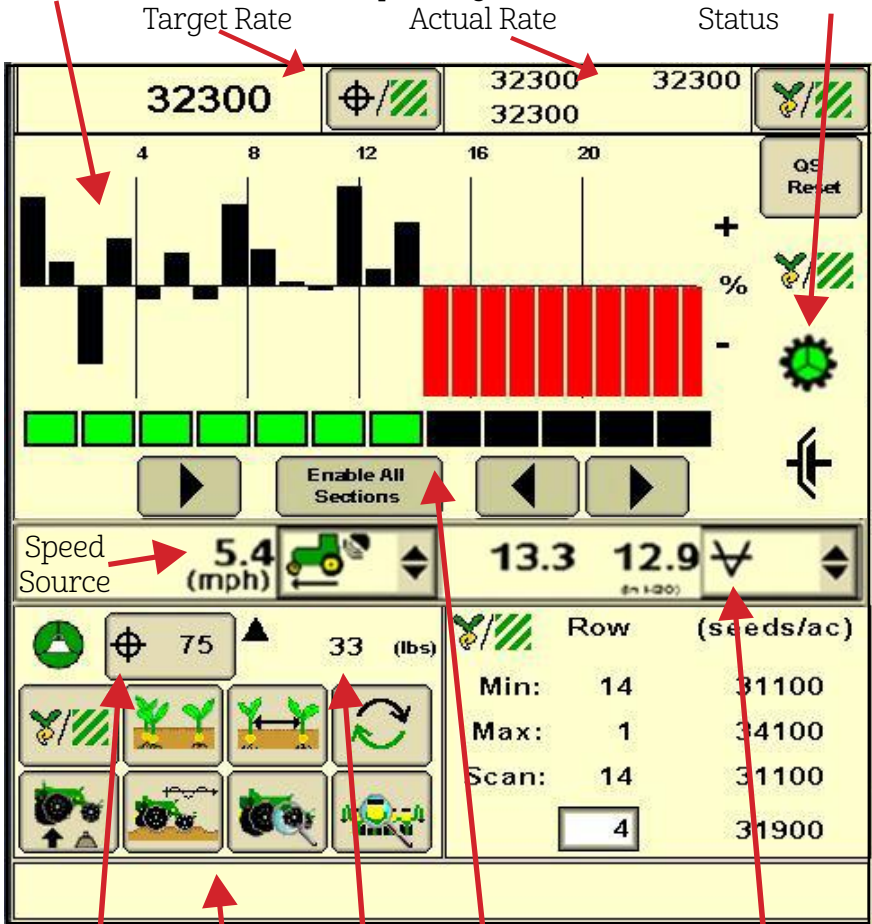 Target Rate Actual Rate Status
32300 32300 32300
32300
4 8 12 16 20
QS
Reset
+
%
-
Enable All
Sections
Speed
Source
5.4
(mph)
13.3 12.9
75 33 (lbs)
Row (seeds/ac)
Min: 14 31100
Max: 1 34100
Scan: 14 31100
4 31900